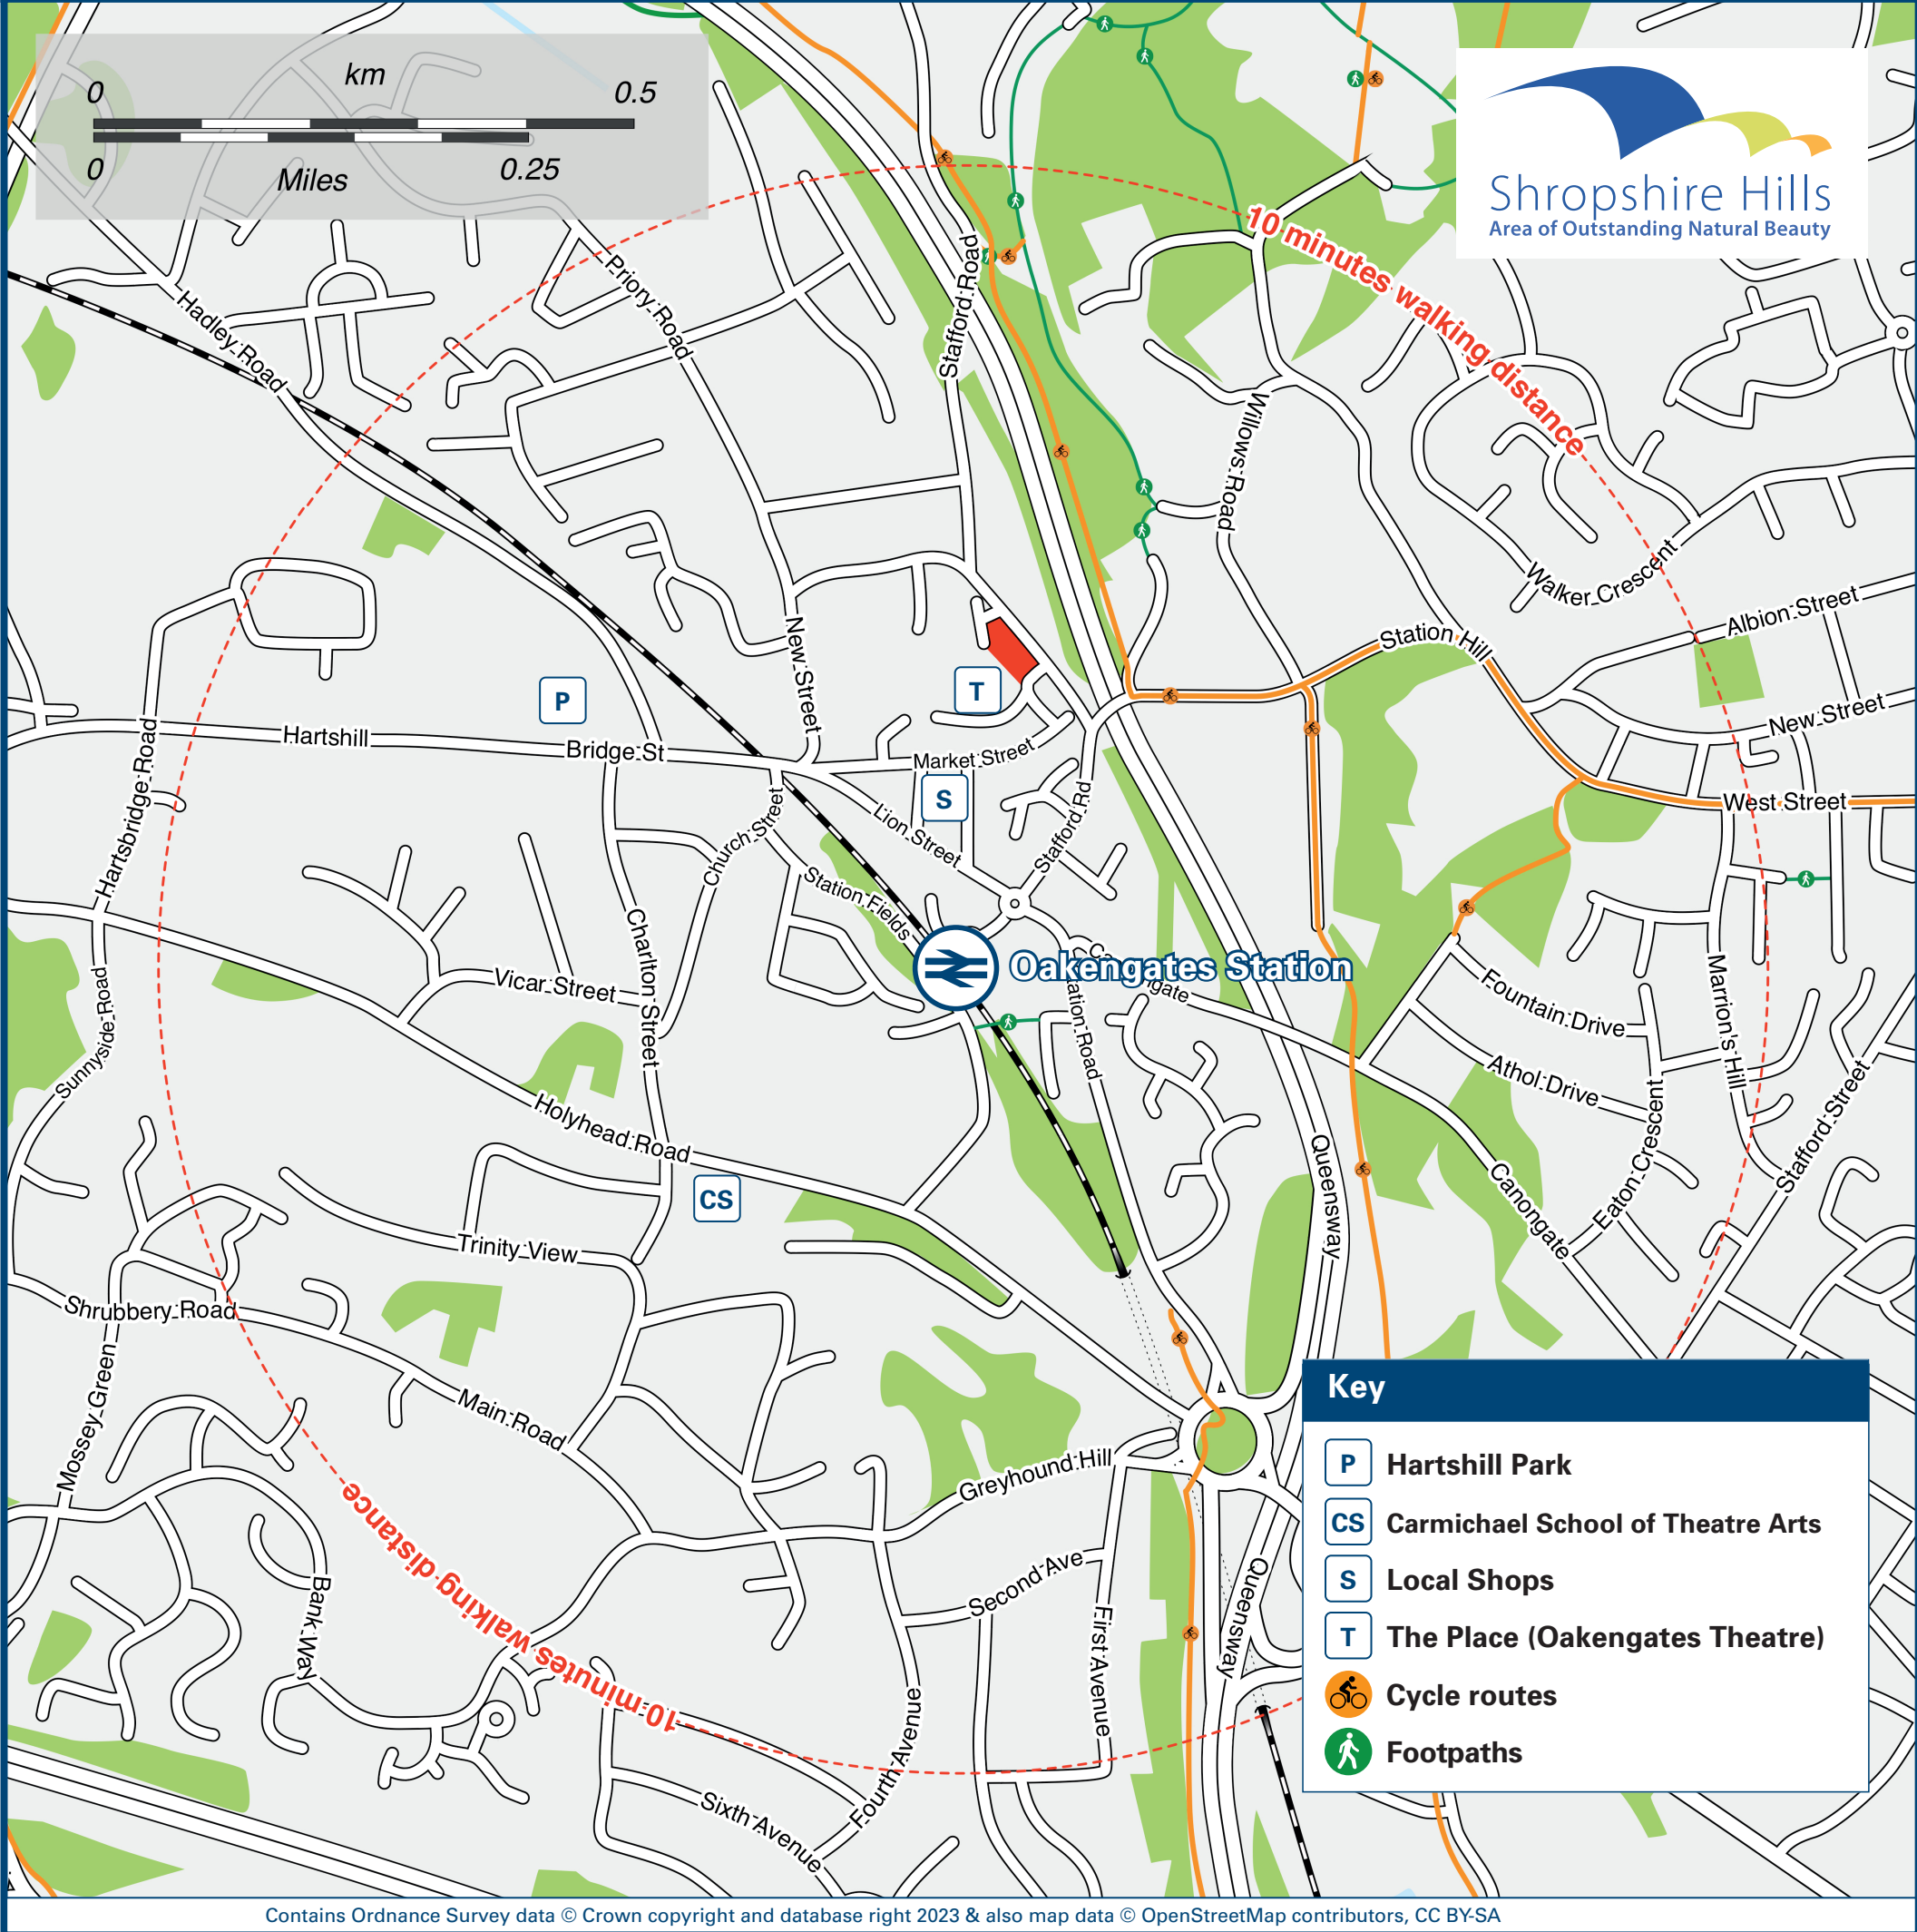 km
0
0.5
0
0.25
Miles
Shropshire Hills
Area of Outstanding Natural Beauty
10 minutes walking distance
Priory Road
Stafford Road
Hadley Road
Willows Road
Walker Crescent
Albion Street
Station Hill
New Street
New Street
P
T
Hartshill
Bridge St
Market Street
West Street
S
Hartsbridge Road
Church Street
Lion Street
Stafford Rd
Station Fields
Charlton Street
Oakengates Station
Vicar Street
Station Road
Fountain Drive
Marrion's Hill
Sunnyside Road
Athol Drive
Holyhead Road
Queensway
Eaton Crescent
Stafford Street
Canongate
CS
Trinity View
Shrubbery Road
Mossey Green
Main Road
Greyhound Hill
10 minutes walking distance
Second Ave
First Avenue
Queensway
Bank Way
Fourth Avenue
Sixth Avenue
Key
P Hartshill Park
CS Carmichael School of Theatre Arts
S Local Shops
T The Place (Oakengates Theatre)
Cycle routes
Footpaths
Contains Ordnance Survey data © Crown copyright and database right 2023 & also map data © OpenStreetMap contributors, CC BY-SA